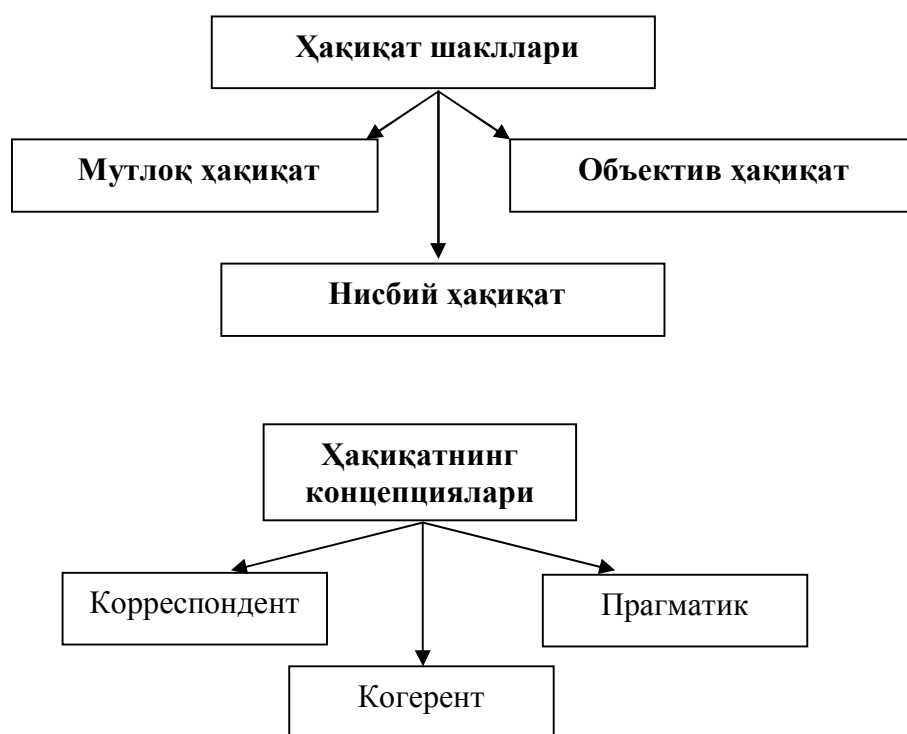 Ҳақиқат шакллари
Мутлоқ ҳақиқат
Объектив ҳақиқат
Нисбий ҳақиқат
Ҳақиқатнинг
концепциялари
Корреспондент
Прагматик
Когерент